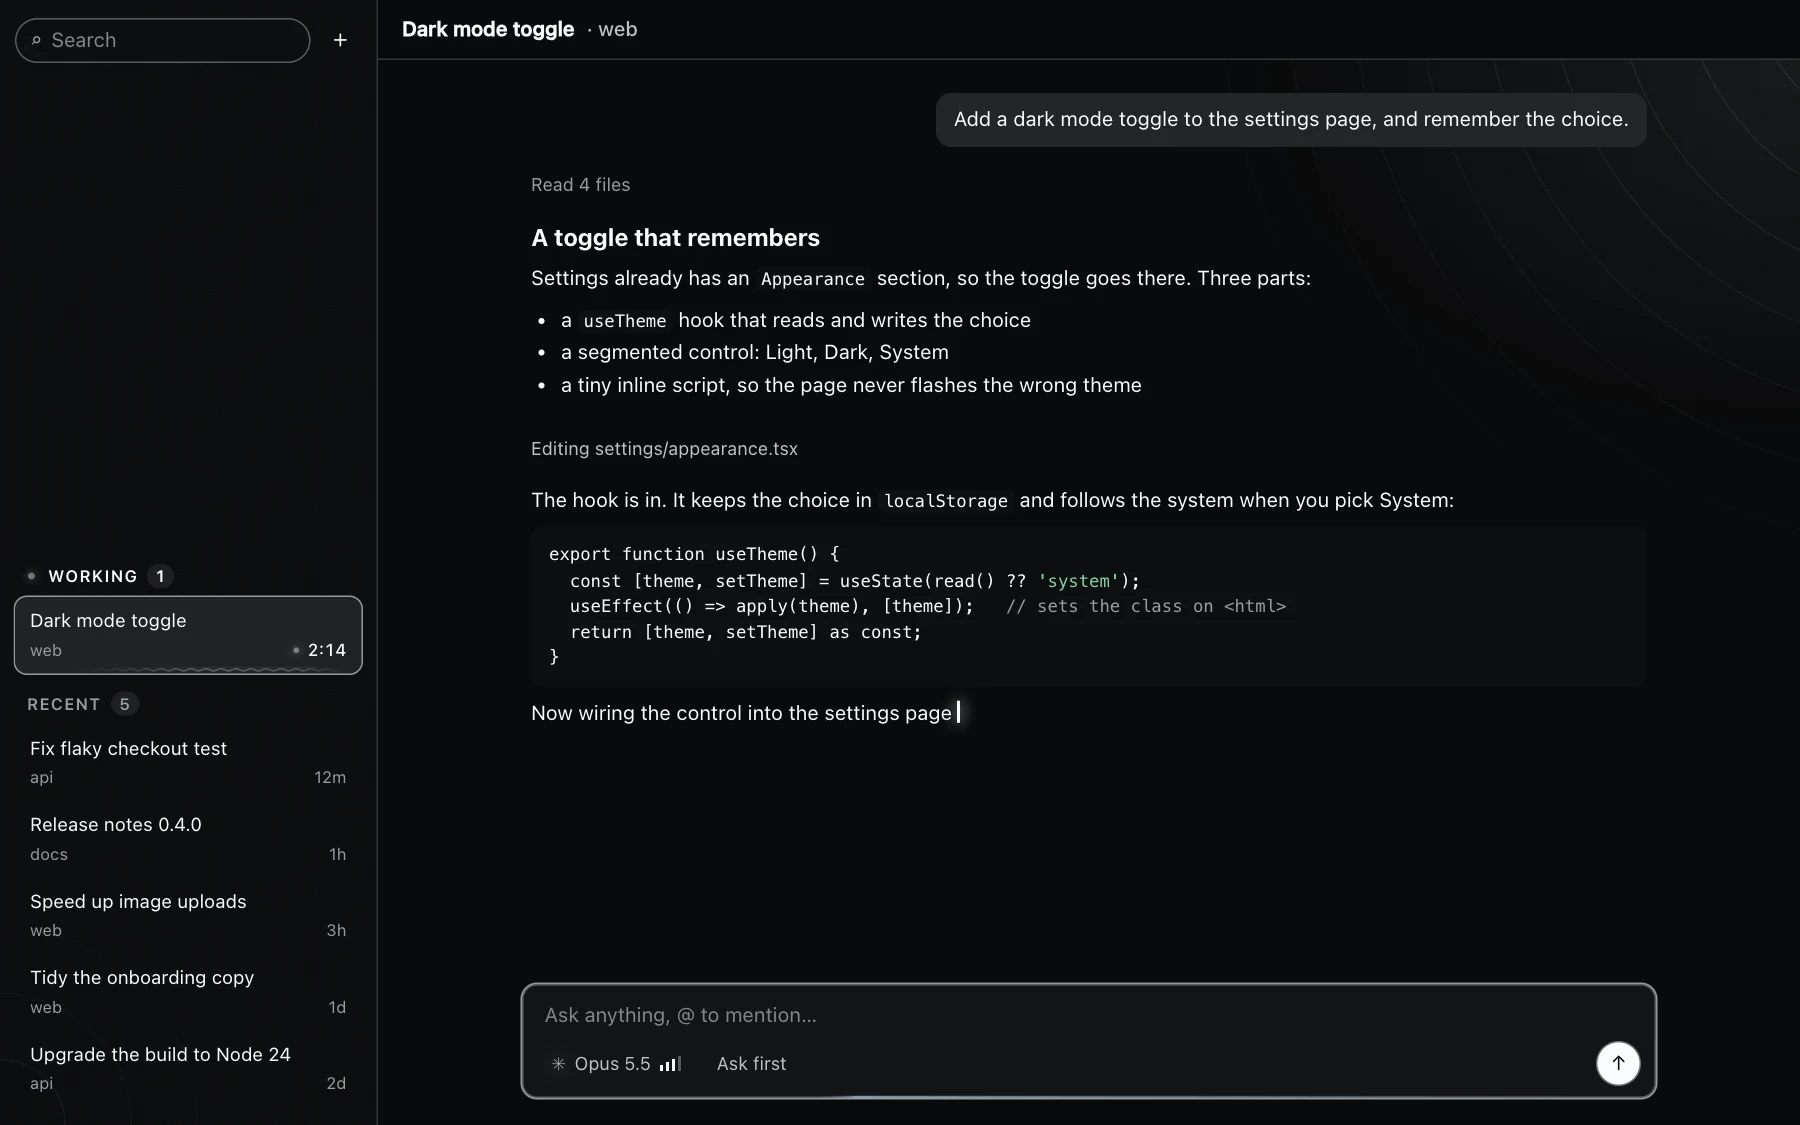 Search
+
Dark mode toggle · web
Add a dark mode toggle to the settings page, and remember the choice.
Read 4 files
A toggle that remembers
Settings already has an Appearance section, so the toggle goes there. Three parts:
• a useTheme hook that reads and writes the choice
• a segmented control: Light, Dark, System
• a tiny inline script, so the page never flashes the wrong theme
Editing settings/appearance.tsx
The hook is in. It keeps the choice in localStorage and follows the system when you pick System:
export function useTheme() {
  const [theme, setTheme] = useState(read() ?? 'system');
  useEffect(() => apply(theme), [theme]);   // sets the class on <html>
  return [theme, setTheme] as const;
}
Now wiring the control into the settings page
WORKING 1
Dark mode toggle
web 2:14
RECENT 5
Fix flaky checkout test
api 12m
Release notes 0.4.0
docs 1h
Speed up image uploads
web 3h
Tidy the onboarding copy
web 1d
Upgrade the build to Node 24
api 2d
Ask anything, @ to mention...
Opus 5.5 Ask first